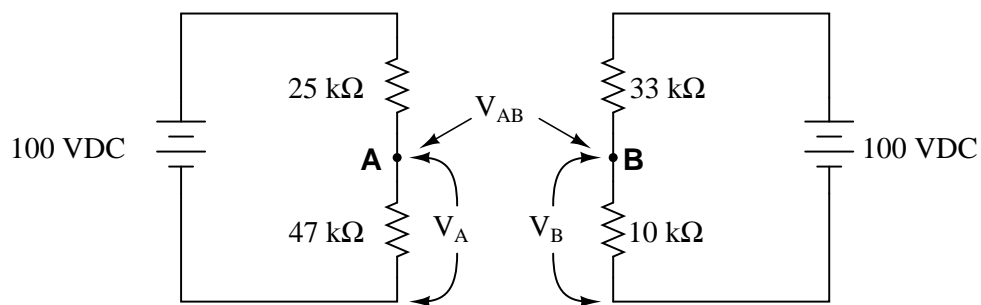 25 kΩ
33 kΩ
V_AB
100 VDC
A
B
100 VDC
47 kΩ
V_A
V_B
10 kΩ